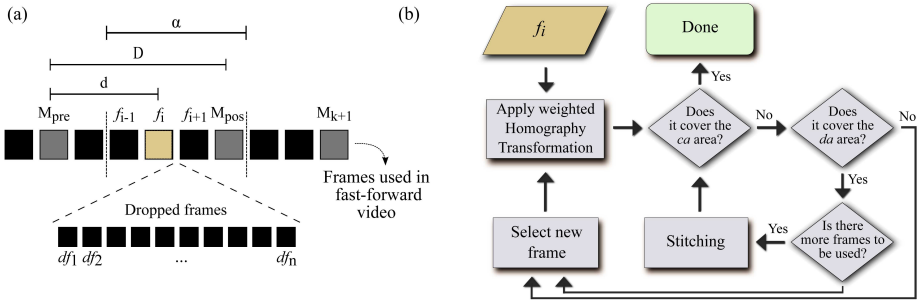 (a)
α
D
d
M_pre f_i-1 f_i f_i+1 M_pos M_k+1
Frames used in
fast-forward
video
Dropped frames
df_1 df_2 ... df_n
(b)
f_i
Done
Yes
Apply weighted
Homography
Transformation
Does
it cover the
ca area?
No
Does
it cover the
da area?
No
Yes
Select new
frame
Stitching
Yes
Is there
more frames to
be used?